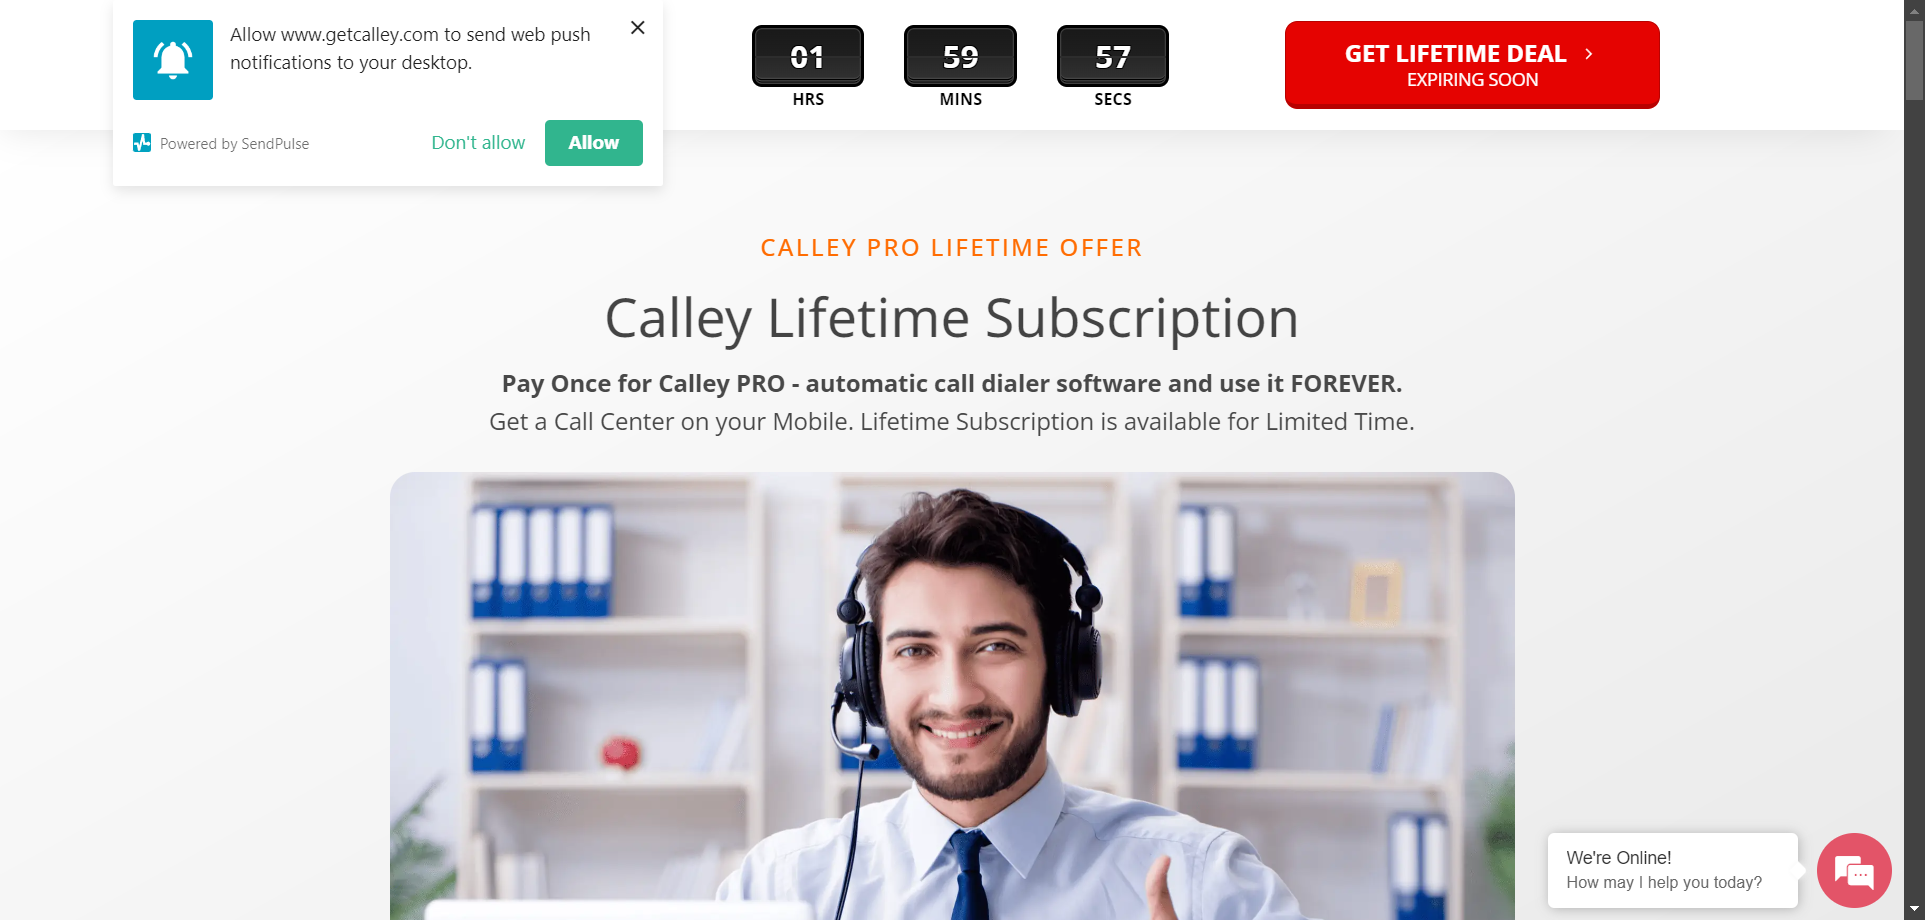 Allow www.getcalley.com to send web push
notifications to your desktop.
Powered by SendPulse
Don't allow
Allow
01
59
57
HRS
MINS
SECS
GET LIFETIME DEAL
EXPIRING SOON
CALLEY PRO LIFETIME OFFER
Calley Lifetime Subscription
Pay Once for Calley PRO - automatic call dialer software and use it FOREVER.
Get a Call Center on your Mobile. Lifetime Subscription is available for Limited Time.
We're Online!
How may I help you today?